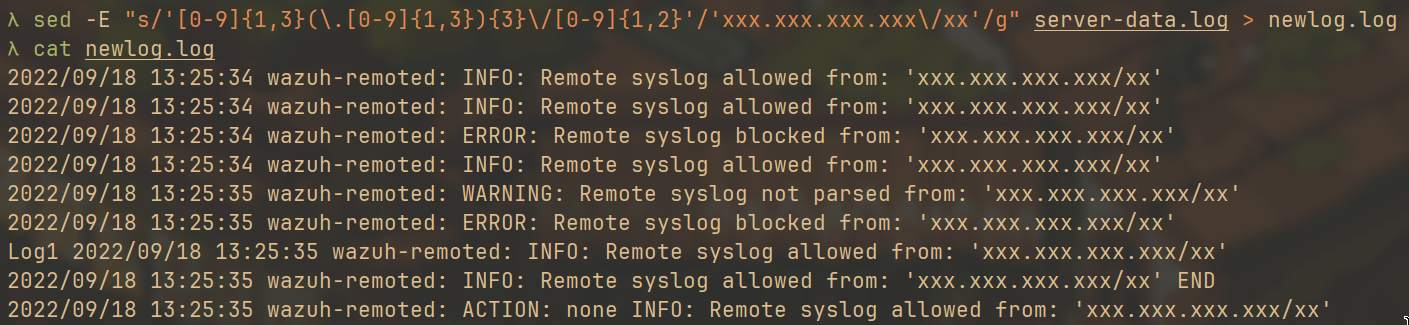 λ sed -E "s/'[0-9]{1,3}(\.[0-9]{1,3}){3}\/[0-9]{1,2}'/'xxx.xxx.xxx.xxx\/xx'/g" server-data.log > newlog.log
λ cat newlog.log
2022/09/18 13:25:34 wazuh-remoted: INFO: Remote syslog allowed from: 'xxx.xxx.xxx.xxx/xx'
2022/09/18 13:25:34 wazuh-remoted: INFO: Remote syslog allowed from: 'xxx.xxx.xxx.xxx/xx'
2022/09/18 13:25:34 wazuh-remoted: ERROR: Remote syslog blocked from: 'xxx.xxx.xxx.xxx/xx'
2022/09/18 13:25:34 wazuh-remoted: INFO: Remote syslog allowed from: 'xxx.xxx.xxx.xxx/xx'
2022/09/18 13:25:35 wazuh-remoted: WARNING: Remote syslog not parsed from: 'xxx.xxx.xxx.xxx/xx'
2022/09/18 13:25:35 wazuh-remoted: ERROR: Remote syslog blocked from: 'xxx.xxx.xxx.xxx/xx'
Log1 2022/09/18 13:25:35 wazuh-remoted: INFO: Remote syslog allowed from: 'xxx.xxx.xxx.xxx/xx'
2022/09/18 13:25:35 wazuh-remoted: INFO: Remote syslog allowed from: 'xxx.xxx.xxx.xxx/xx' END
2022/09/18 13:25:35 wazuh-remoted: ACTION: none INFO: Remote syslog allowed from: 'xxx.xxx.xxx.xxx/xx'